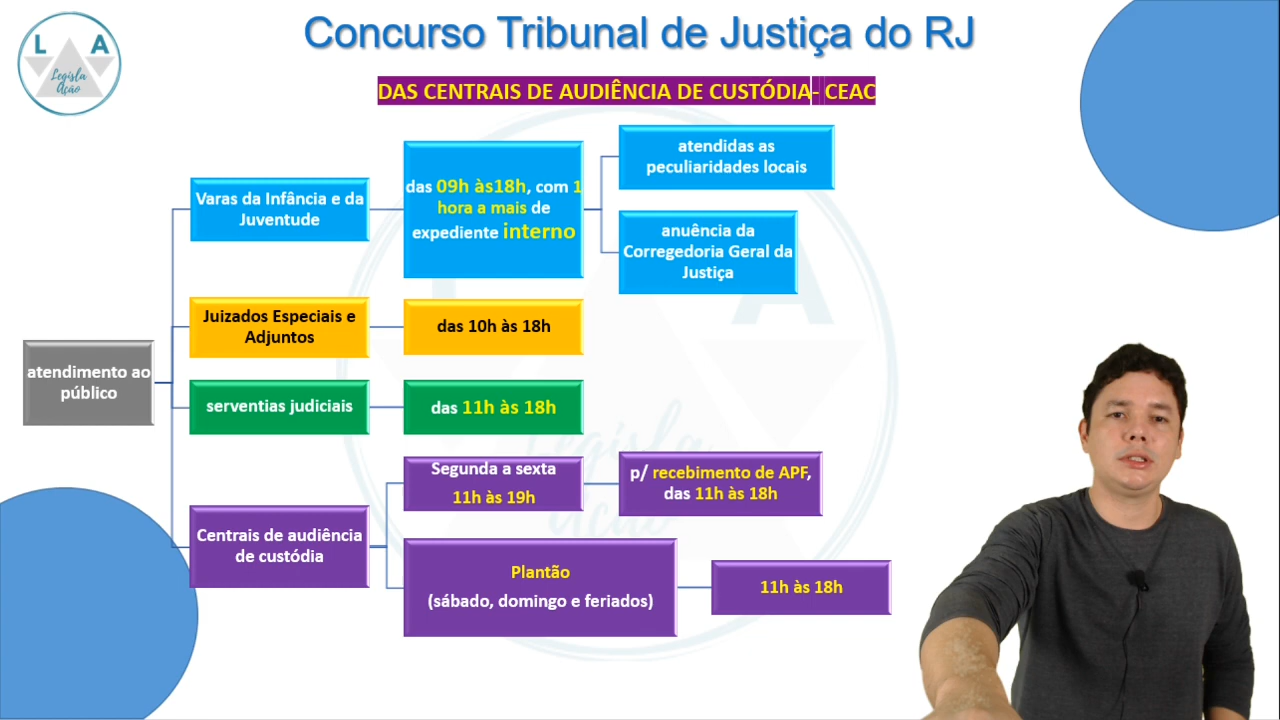 Concurso Tribunal de Justiça do RJ
L A
Legisla
Ação
DAS CENTRAIS DE AUDIÊNCIA DE CUSTÓDIA- CEAC
atendimento ao
público
Varas da Infância e da
Juventude
das 09h às18h, com 1
hora a mais de
expediente interno
atendidas as
peculiaridades locais
anuência da
Corregedoria Geral da
Justiça
Juizados Especiais e
Adjuntos
das 10h às 18h
serventias judiciais
das 11h às 18h
Centrais de audiência
de custódia
Segunda a sexta
11h às 19h
p/ recebimento de APF,
das 11h às 18h
Plantão
(sábado, domingo e feriados)
11h às 18h
A
Legisla
Ação